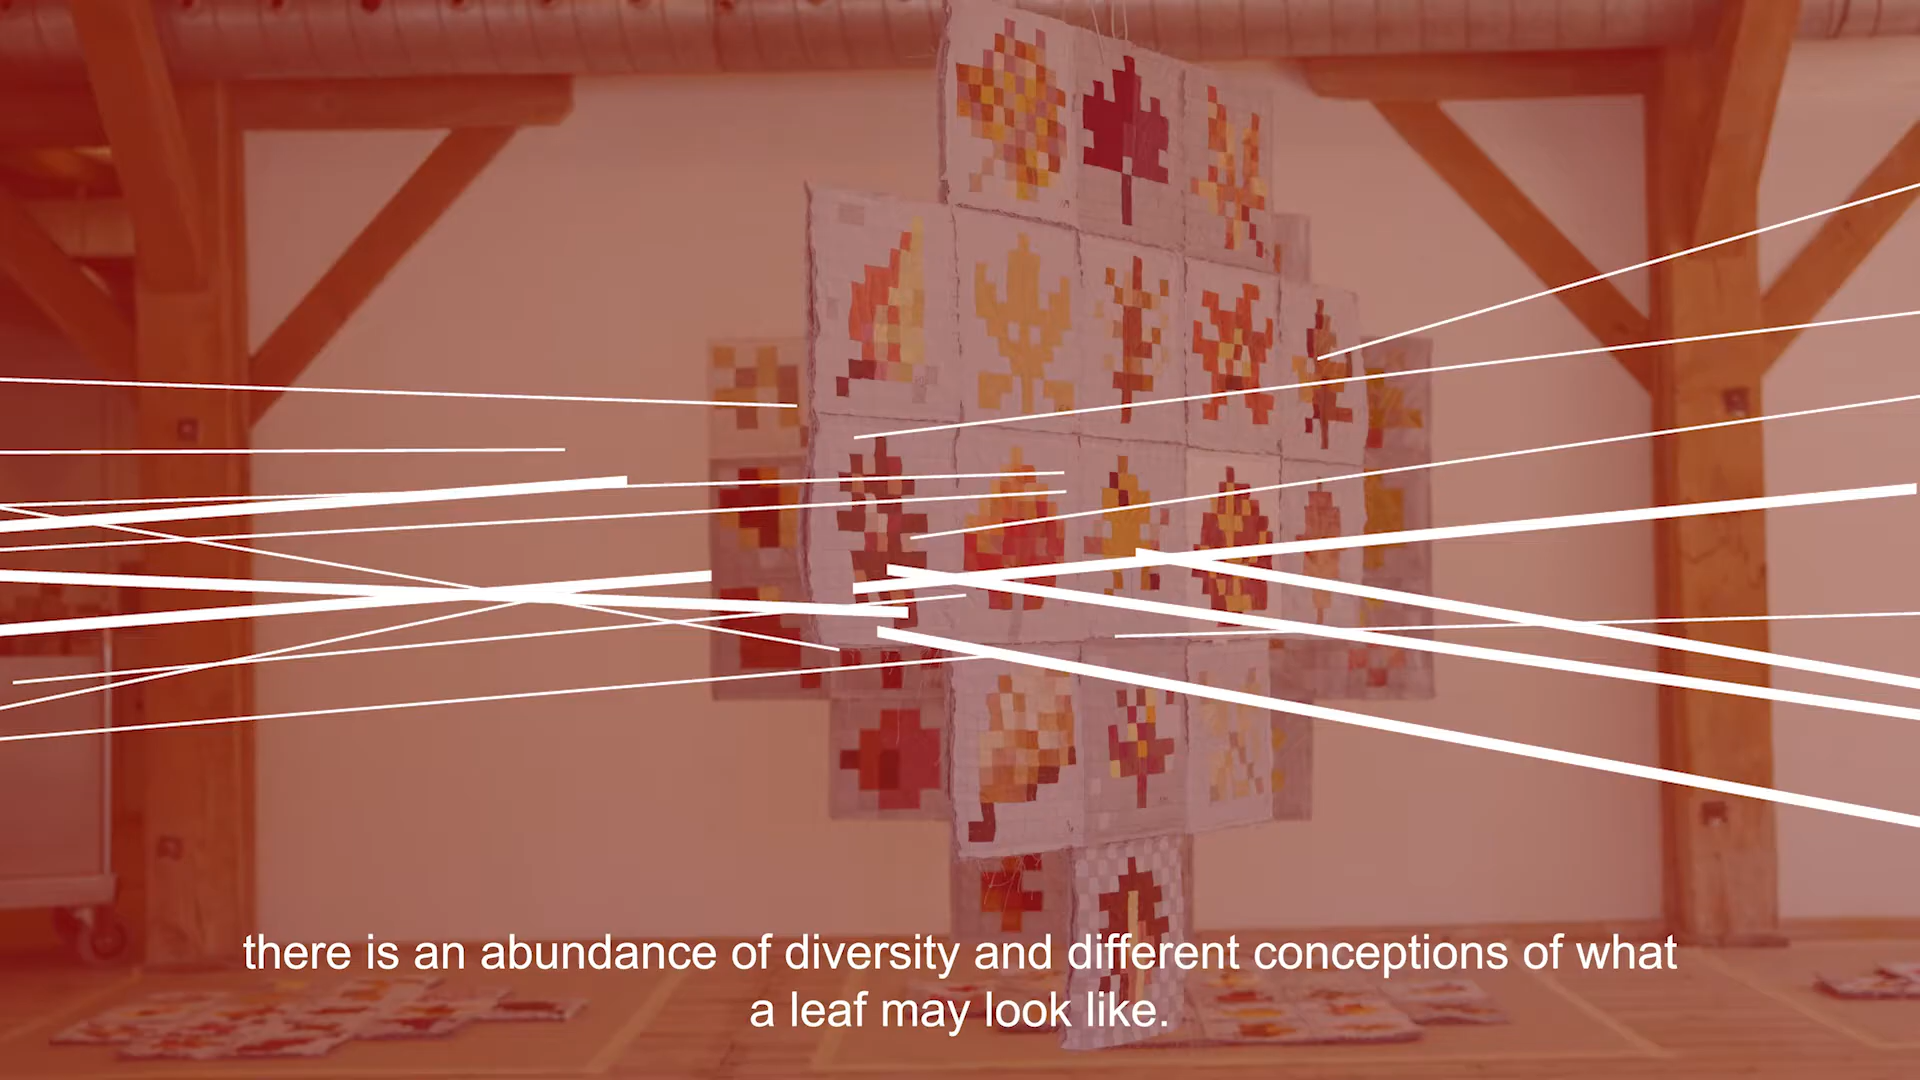 there is an abundance of diversity and different conceptions of what
a leaf may look like.